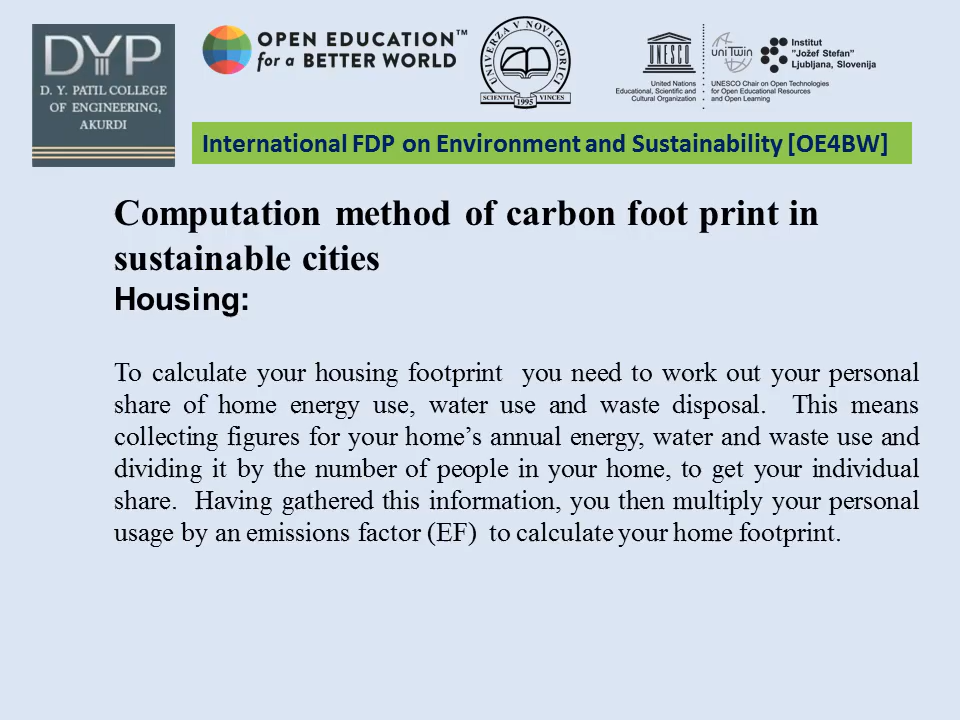 DYP
D. Y. PATIL COLLEGE
OF ENGINEERING,
AKURDI
OPEN EDUCATION™
for a BETTER WORLD
UNIVERZA V NOVI GORICI
SCIENTIA VINCES
1995
UNESCO
United Nations
Educational, Scientific and
Cultural Organization
uniTwin
UNESCO Chair on Open Technologies
for Open Educational Resources
and Open Learning
Institut
"Jožef Stefan"
Ljubljana, Slovenija
International FDP on Environment and Sustainability [OE4BW]
Computation method of carbon foot print in
sustainable cities
Housing:
To calculate your housing footprint  you need to work out your personal
share of home energy use, water use and waste disposal.  This means
collecting figures for your home’s annual energy, water and waste use and
dividing it by the number of people in your home, to get your individual
share.  Having gathered this information, you then multiply your personal
usage by an emissions factor (EF)  to calculate your home footprint.